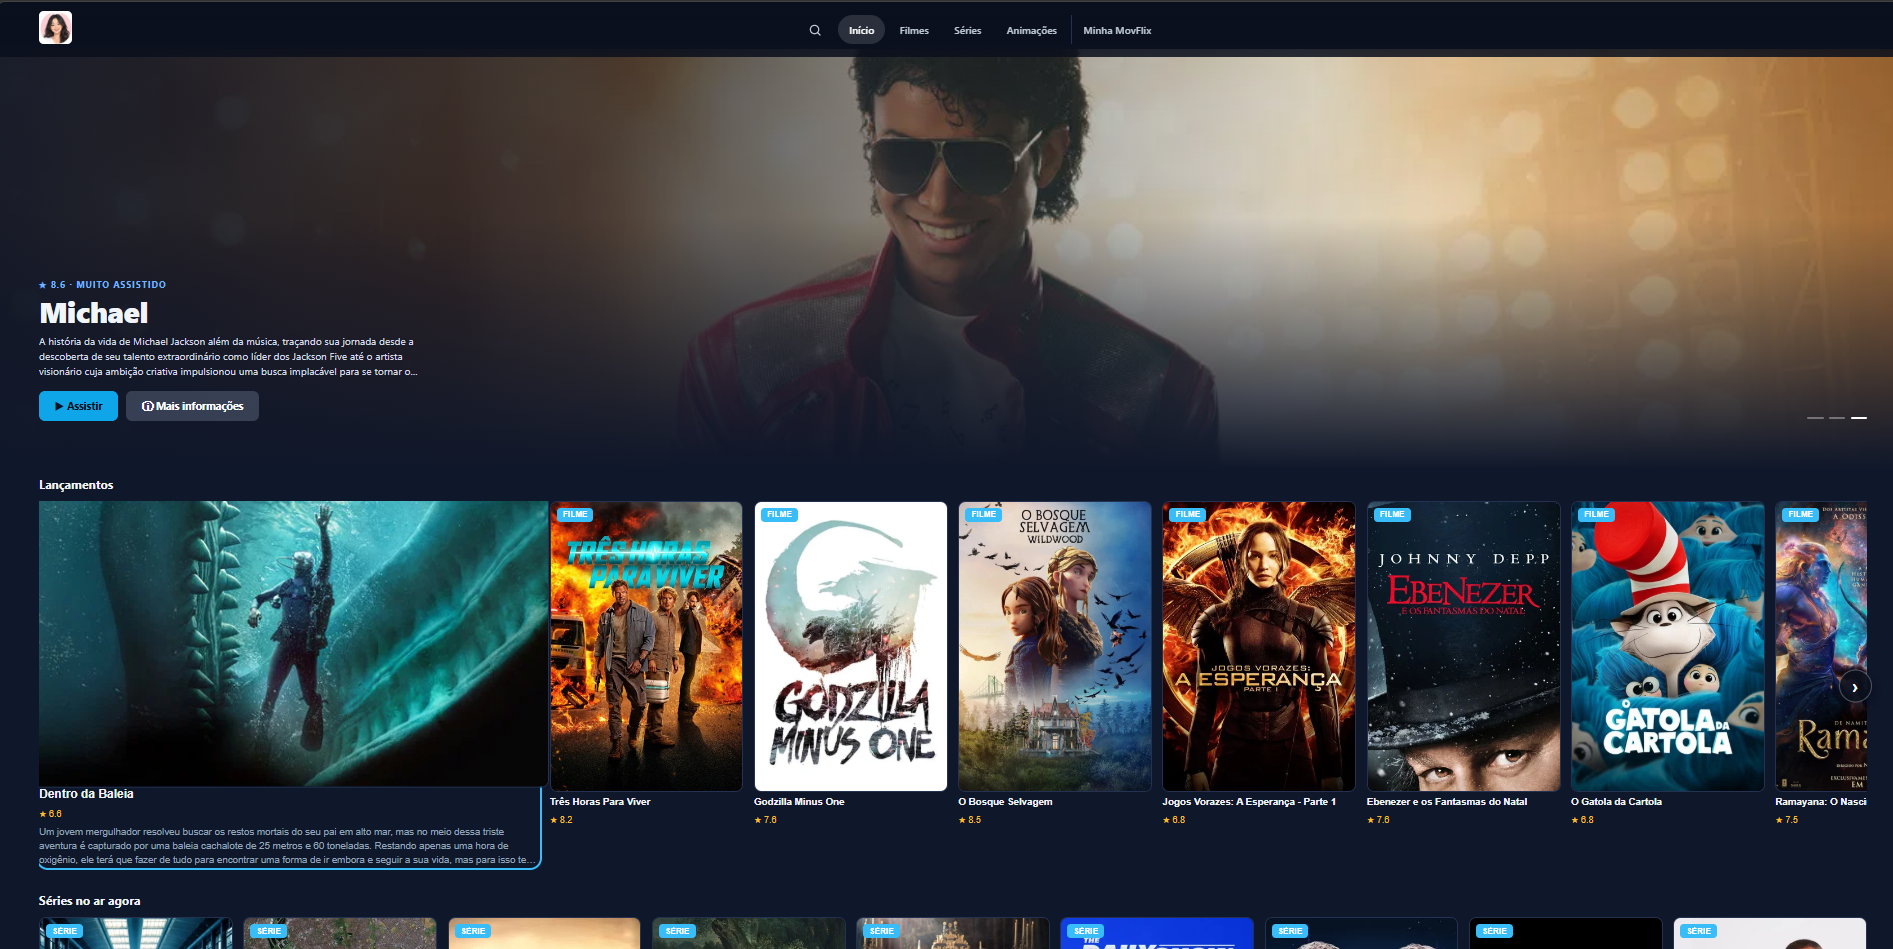 Início
Filmes
Séries
Animações
Minha MovFlix
★ 8.6 · MUITO ASSISTIDO
Michael
A história da vida de Michael Jackson além da música, traçando sua jornada desde a
descoberta de seu talento extraordinário como líder dos Jackson Five até o artista
visionário cuja ambição criativa impulsionou uma busca implacável para se tornar o...
▶ Assistir
ⓘ Mais informações
Lançamentos
Dentro da Baleia
★ 6.6
Um jovem mergulhador resolveu buscar os restos mortais do seu pai em alto mar, mas no meio dessa triste
aventura é capturado por uma baleia cachalote de 25 metros e 60 toneladas. Restando apenas uma hora de
oxigênio, ele terá que fazer de tudo para encontrar uma forma de ir embora e seguir a sua vida, mas para isso te...
FILME
TRÊS HORAS
PARA VIVER
Três Horas Para Viver
★ 8.2
FILME
GODZILLA
MINUS ONE
Godzilla Minus One
★ 7.6
FILME
O BOSQUE
SELVAGEM
WILDWOOD
O Bosque Selvagem
★ 8.5
FILME
JOGOS VORAZES:
A ESPERANÇA
PARTE I
Jogos Vorazes: A Esperança - Parte 1
★ 6.8
FILME
JOHNNY DEPP
EBENEZER
E OS FANTASMAS DO NATAL
Ebenezer e os Fantasmas do Natal
★ 7.6
FILME
O GATOLA DA
CARTOLA
O Gatola da Cartola
★ 6.8
FILME
A ODISS
Rama
DE NAMIT
EXCLUSIVAMEN
EM
Ramayana: O Nasci
★ 7.5
Séries no ar agora
SÉRIE
SÉRIE
SÉRIE
SÉRIE
SÉRIE
SÉRIE
THE
SÉRIE
SÉRIE
SÉRIE